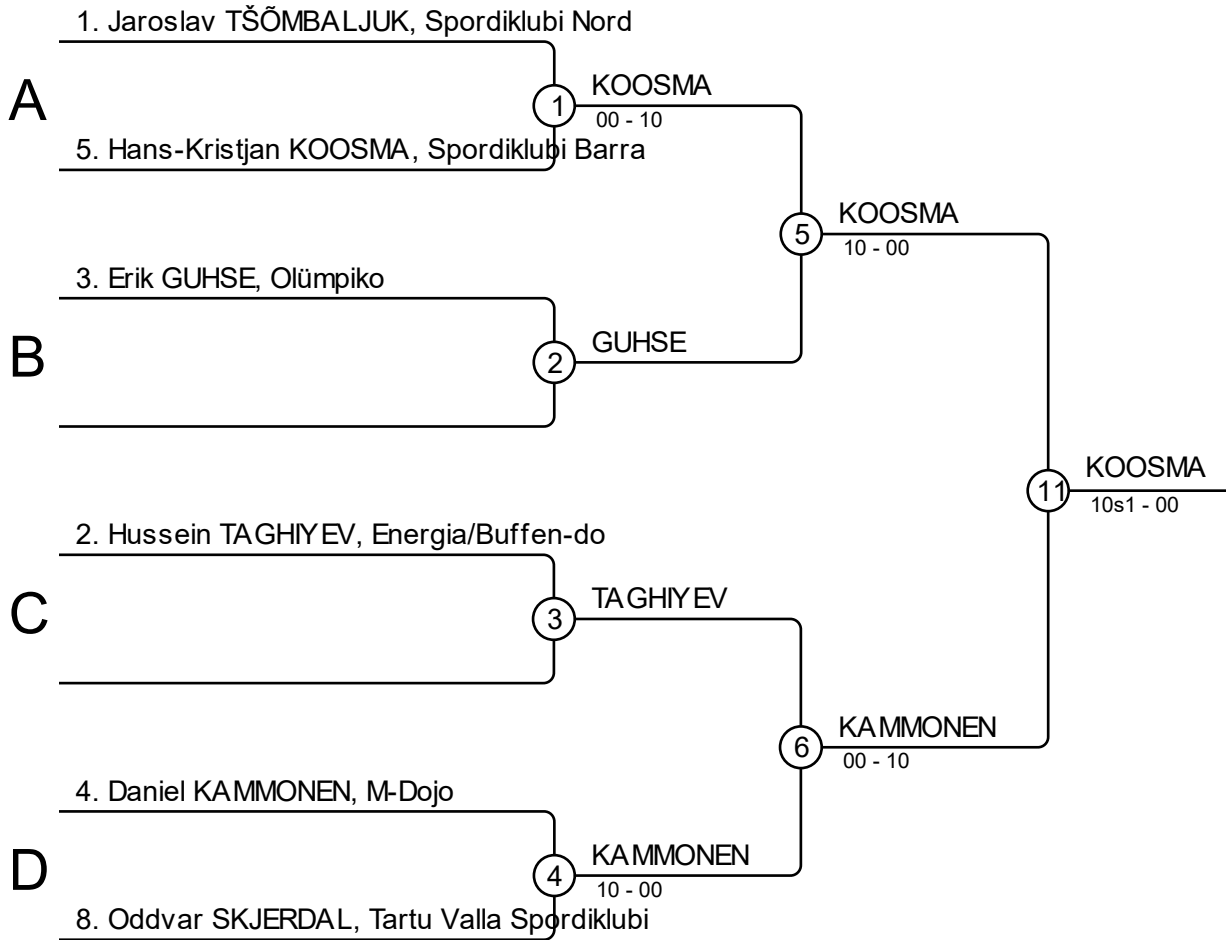 1. Jaroslav TŠÕMBALJUK, Spordiklubi Nord
A
1
KOOSMA
00 - 10
5. Hans-Kristjan KOOSMA, Spordiklubi Barra
5
KOOSMA
10 - 00
3. Erik GUHSE, Olümpiko
B
2
GUHSE
11
KOOSMA
10s1 - 00
2. Hussein TAGHIYEV, Energia/Buffen-do
C
3
TAGHIYEV
6
KAMMONEN
00 - 10
4. Daniel KAMMONEN, M-Dojo
D
4
KAMMONEN
10 - 00
8. Oddvar SKJERDAL, Tartu Valla Spordiklubi